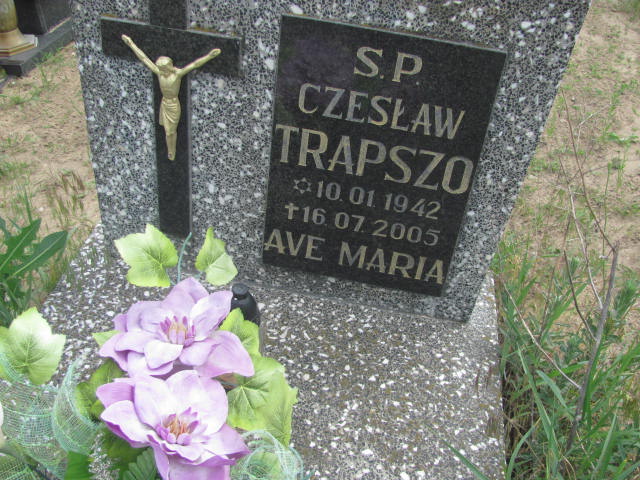 S.P.
CZESŁAW
TRAPSZO
✡10.01.1942
✝16.07.2005
AVE MARIA